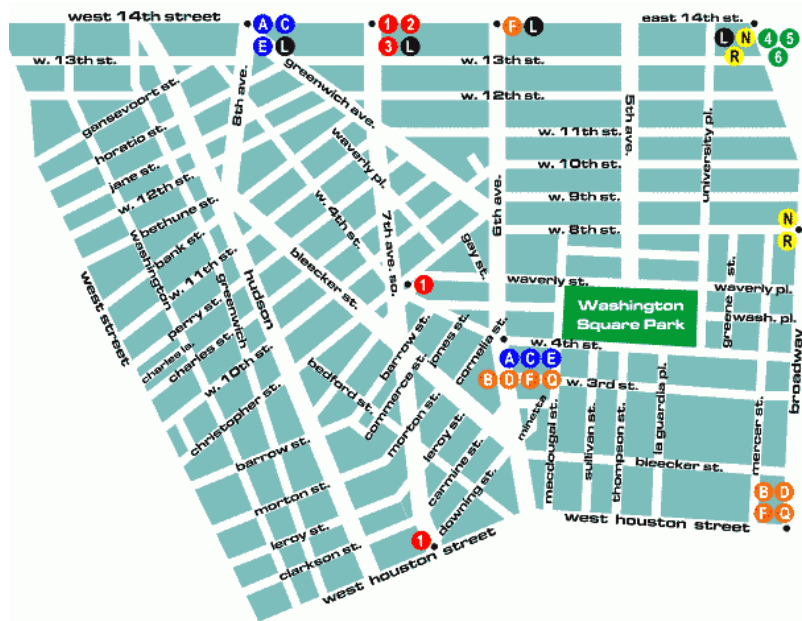 west 14th street
A C
E L
1 2
3 L
F L
east 14th st.
L N 4 5
R 6
w. 13th st.
w. 13th st.
8th ave.
greenwich ave.
gansevoort st.
w. 12th st.
5th ave.
horatio st.
waverly pl.
w. 11th st.
university pl.
jane st.
w. 10th st.
w. 12th st.
w. 4th st.
7th ave. so.
6th ave.
w. 9th st.
bethune st.
w. 8th st.
N
R
bank st.
washington
bleecker st.
gay st.
w. 11th st.
hudson
greenwich
west street
1
waverly st.
waverly pl.
greene st.
Washington
Square Park
wash. pl.
perry st.
charles la.
charles st.
w. 10th st.
barrow st.
jones st.
cornelia st.
w. 4th st.
A C E
B D F Q
broadway
bedford st.
commerce st.
w. 3rd st.
la guardia pl.
christopher st.
morton st.
minetta
leroy st.
macdougal st.
sullivan st.
thompson st.
mercer st.
barrow st.
bleecker st.
carmine st.
morton st.
downing st.
B D
F Q
west houston street
leroy st.
1
clarkson st.
west houston street